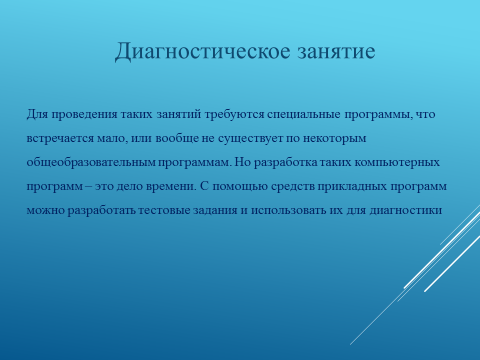 Диагностическое занятие
Для проведения таких занятий требуются специальные программы, что
встречается мало, или вообще не существует по некоторым
общеобразовательным программам. Но разработка таких компьютерных
программ – это дело времени. С помощью средств прикладных программ
можно разработать тестовые задания и использовать их для диагностики